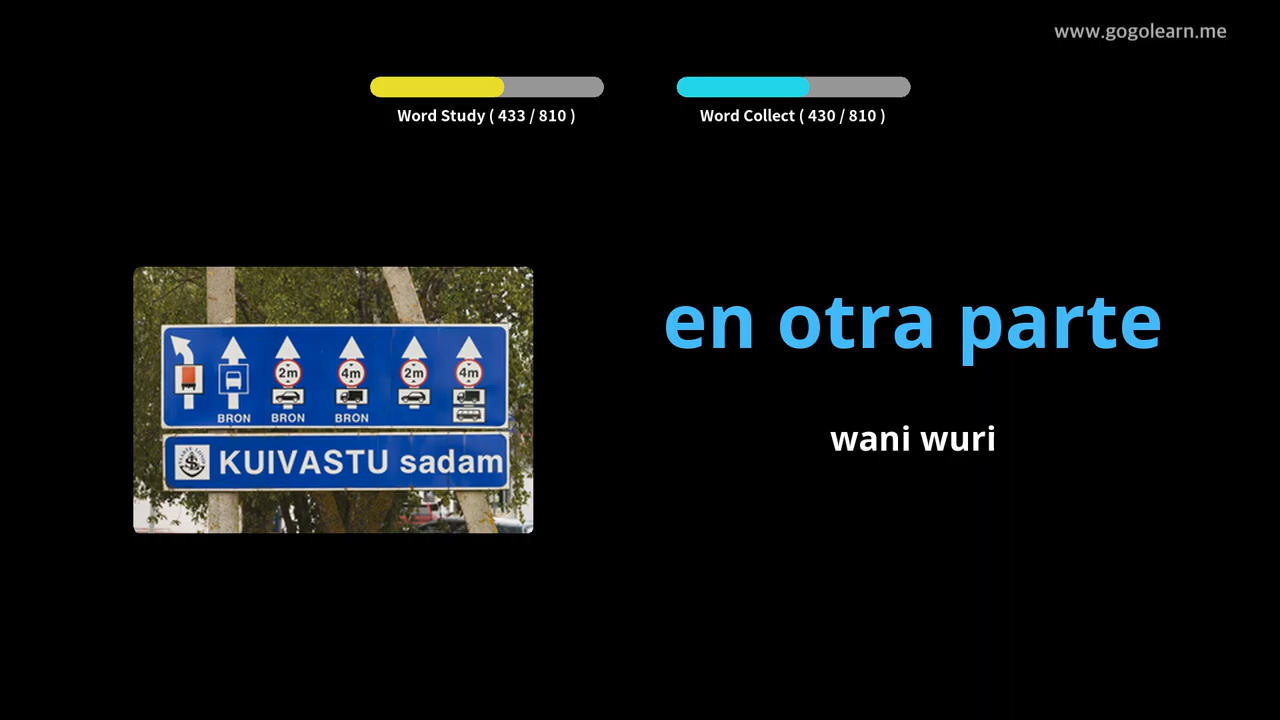 www.gogolearn.me
Word Study ( 433 / 810 )
Word Collect ( 430 / 810 )
en otra parte
wani wuri
2m 4m 2m 4m
BRON BRON BRON
KUIVASTU sadam